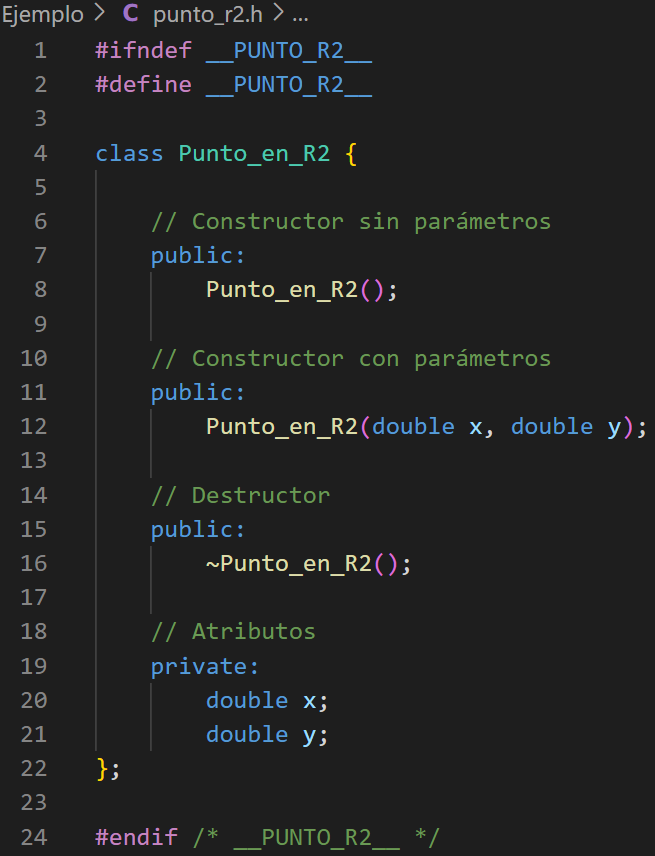 Ejemplo > C punto_r2.h > ...
1 #ifndef __PUNTO_R2__
2 #define __PUNTO_R2__
3
4 class Punto_en_R2 {
5
6 // Constructor sin parámetros
7 public:
8 Punto_en_R2();
9
10 // Constructor con parámetros
11 public:
12 Punto_en_R2(double x, double y);
13
14 // Destructor
15 public:
16 ~Punto_en_R2();
17
18 // Atributos
19 private:
20 double x;
21 double y;
22 };
23
24 #endif /* __PUNTO_R2__ */